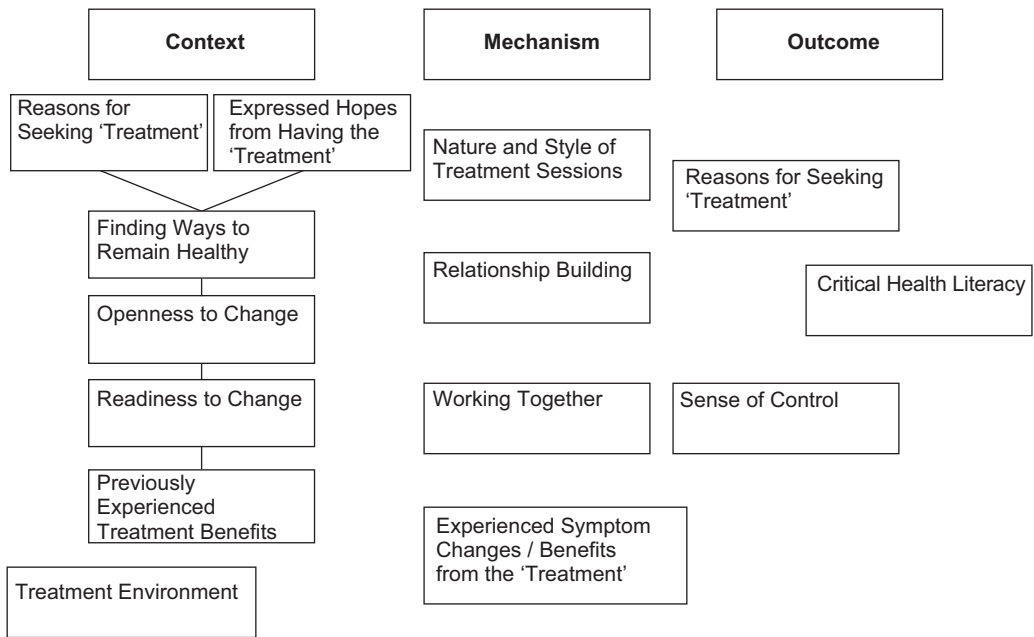 Context
Mechanism
Outcome
Reasons for
Seeking ‘Treatment’
Expressed Hopes
from Having the
‘Treatment’
Finding Ways to
Remain Healthy
Openness to Change
Readiness to Change
Previously
Experienced
Treatment Benefits
Treatment Environment
Nature and Style of
Treatment Sessions
Relationship Building
Working Together
Experienced Symptom
Changes / Benefits
from the ‘Treatment’
Reasons for Seeking
‘Treatment’
Critical Health Literacy
Sense of Control